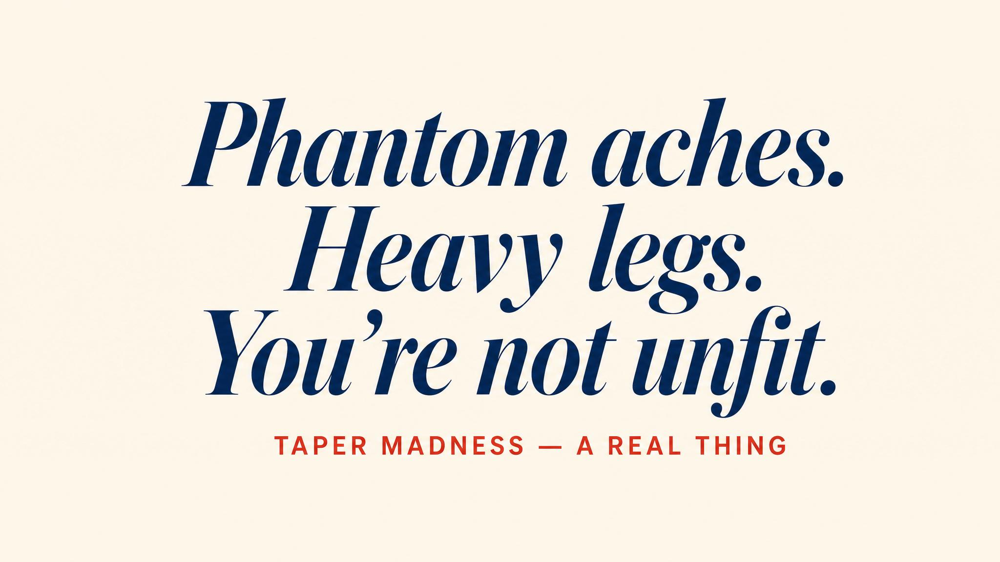 Phantom aches.
Heavy legs.
You’re not unfit.
TAPER MADNESS — A REAL THING